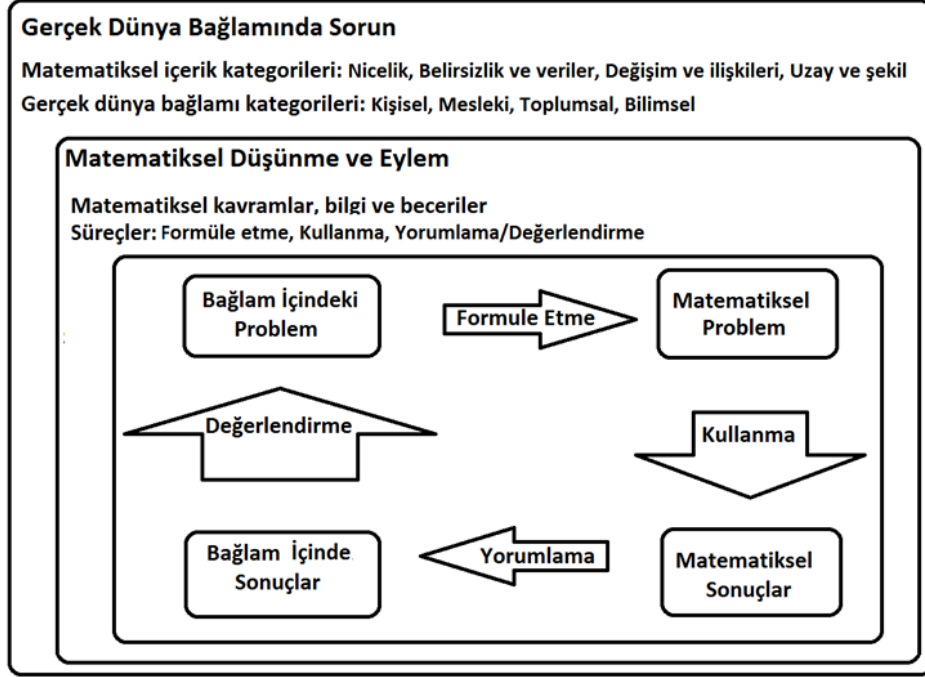 Gerçek Dünya Bağlamında Sorun
Matematiksel içerik kategorileri: Nicelik, Belirsizlik ve veriler, Değişim ve ilişkileri, Uzay ve şekil
Gerçek dünya bağlamı kategorileri: Kişisel, Mesleki, Toplumsal, Bilimsel
Matematiksel Düşünme ve Eylem
Matematiksel kavramlar, bilgi ve beceriler
Süreçler: Formüle etme, Kullanma, Yorumlama/Değerlendirme
Bağlam İçindeki
Problem
Formule Etme
Matematiksel
Problem
Değerlendirme
Kullanma
Bağlam İçinde
Sonuçlar
Yorumlama
Matematiksel
Sonuçlar